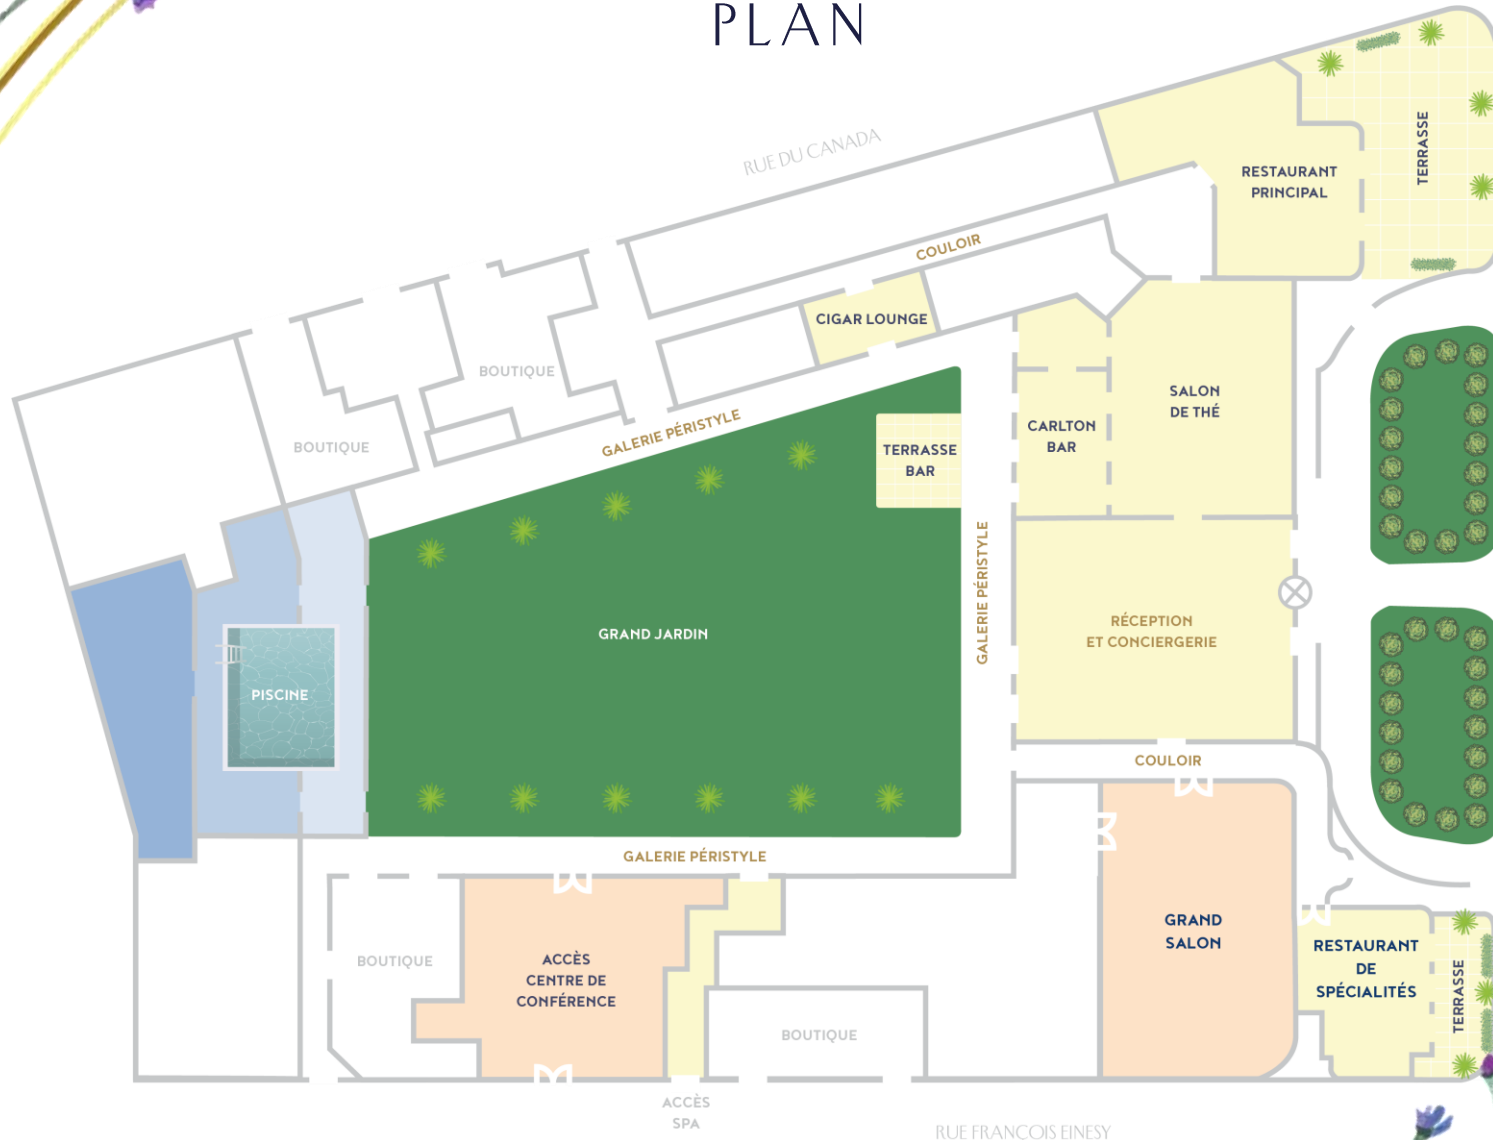 PLAN
RUE DU CANADA
TERRASSE
RESTAURANT
PRINCIPAL
COULOIR
CIGAR LOUNGE
BOUTIQUE
SALON
DE THÉ
GALERIE PÉRISTYLE
CARLTON
BAR
TERRASSE
BAR
BOUTIQUE
GALERIE PÉRISTYLE
GRAND JARDIN
RÉCEPTION
ET CONCIERGERIE
PISCINE
COULOIR
GALERIE PÉRISTYLE
GRAND
SALON
RESTAURANT
DE
SPÉCIALITÉS
TERRASSE
BOUTIQUE
ACCÈS
CENTRE DE
CONFÉRENCE
BOUTIQUE
ACCÈS
SPA
RUE FRANÇOIS EINESY